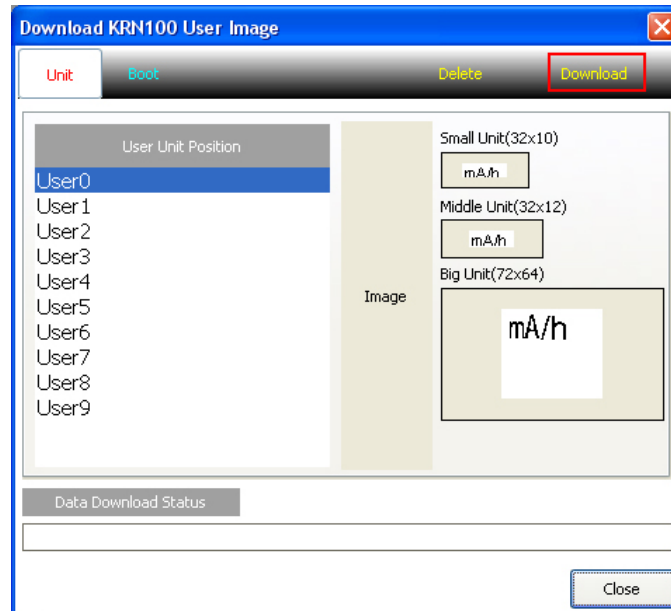 Download KRN100 User Image
Unit Boot Delete Download
User Unit Position
User0
User1
User2
User3
User4
User5
User6
User7
User8
User9
Image
Small Unit(32x10)
mA/h
Middle Unit(32x12)
mA/h
Big Unit(72x64)
mA/h
Data Download Status
Close